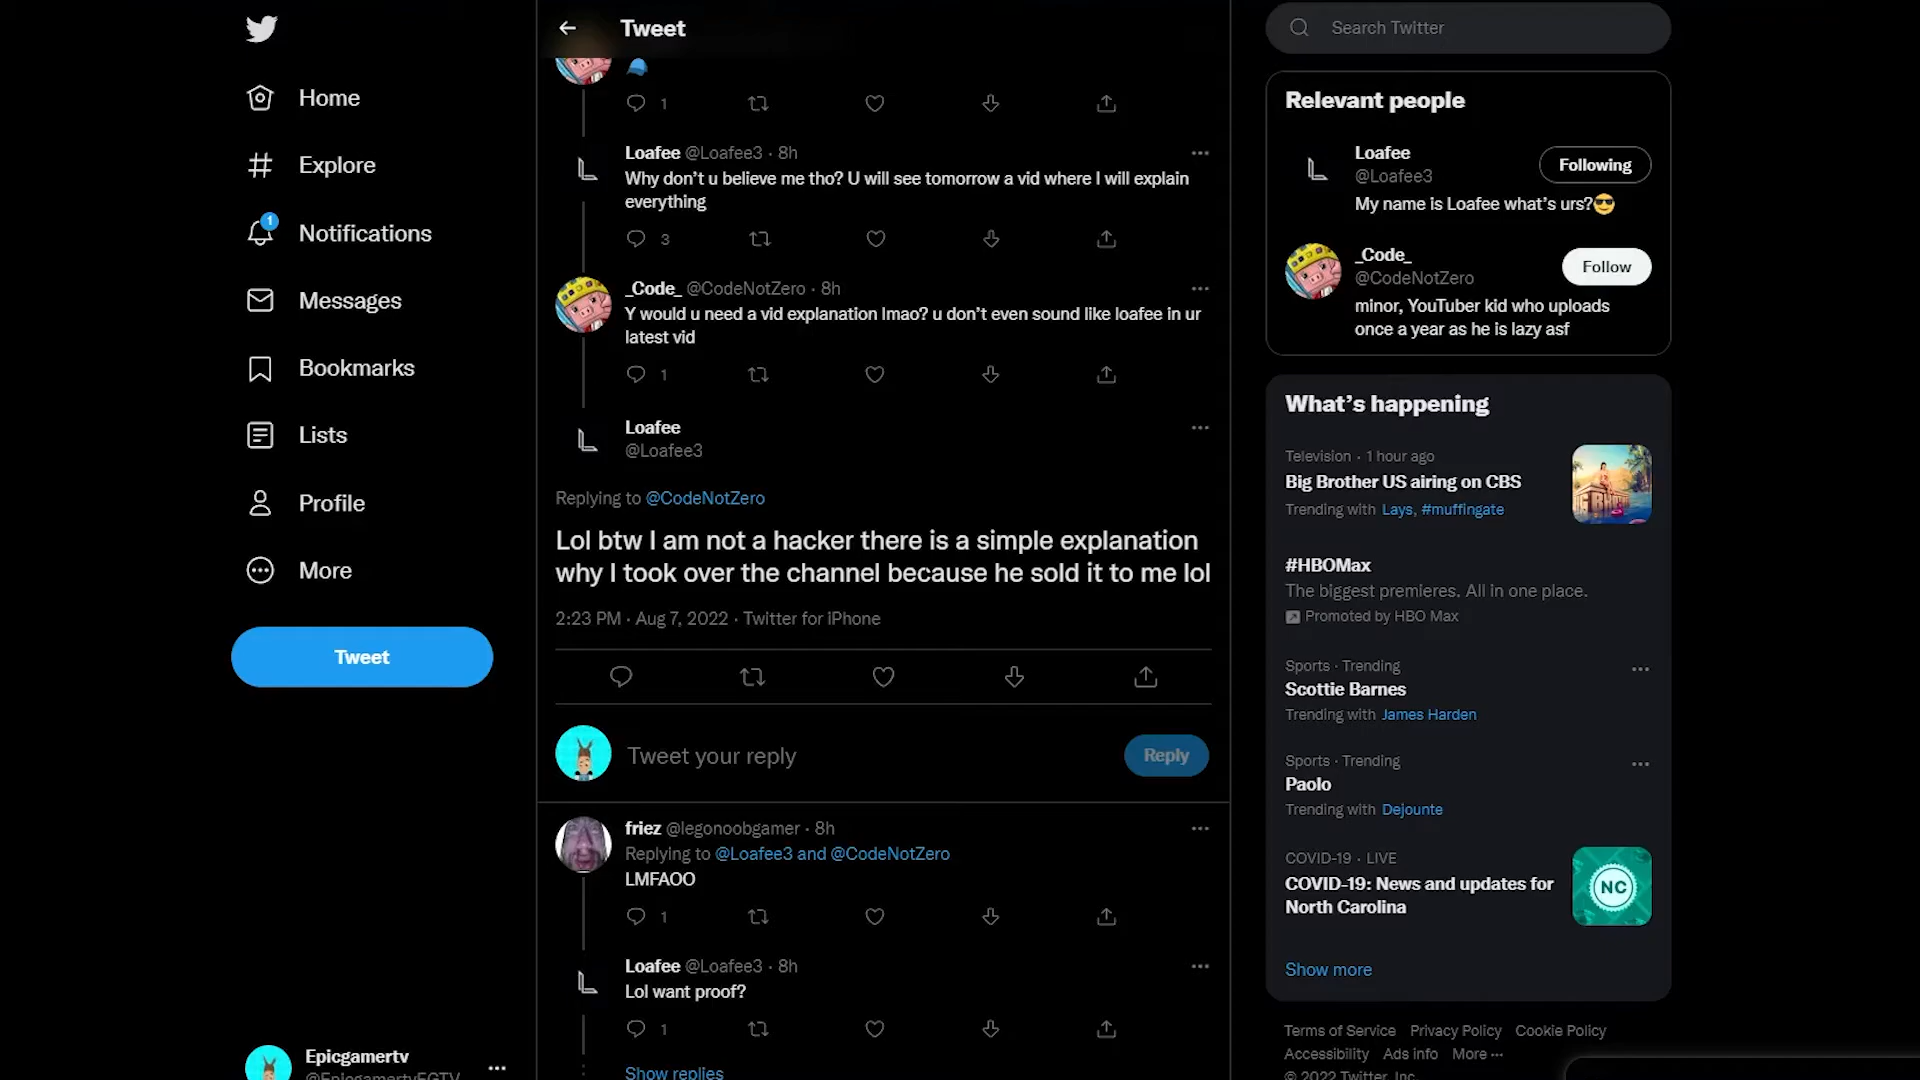 Home
Explore
1
Notifications
Messages
Bookmarks
Lists
Profile
More
Tweet
Epicgamertv
@EpicgamertvEGTV
Tweet
1
Loafee @Loafee3 · 8h
Why don't u believe me tho? U will see tomorrow a vid where I will explain
everything
3
_Code_ @CodeNotZero · 8h
Y would u need a vid explanation lmao? u don't even sound like loafee in ur
latest vid
1
Loafee
@Loafee3
Replying to @CodeNotZero
Lol btw I am not a hacker there is a simple explanation
why I took over the channel because he sold it to me lol
2:23 PM · Aug 7, 2022 · Twitter for iPhone
Tweet your reply
Reply
friez @legonoobgamer · 8h
Replying to @Loafee3 and @CodeNotZero
LMFAOO
1
Loafee @Loafee3 · 8h
Lol want proof?
1
Show replies
Search Twitter
Relevant people
Loafee
@Loafee3
Following
My name is Loafee what's urs?😎
_Code_
@CodeNotZero
Follow
minor, YouTuber kid who uploads
once a year as he is lazy asf
What's happening
Television · 1 hour ago
Big Brother US airing on CBS
Trending with Lays, #muffingate
#HBOMax
The biggest premieres. All in one place.
Promoted by HBO Max
Sports · Trending
Scottie Barnes
Trending with James Harden
Sports · Trending
Paolo
Trending with Dejounte
COVID-19 · LIVE
COVID-19: News and updates for
North Carolina
NC
Show more
Terms of Service Privacy Policy Cookie Policy
Accessibility Ads info More ···
© 2022 Twitter, Inc.